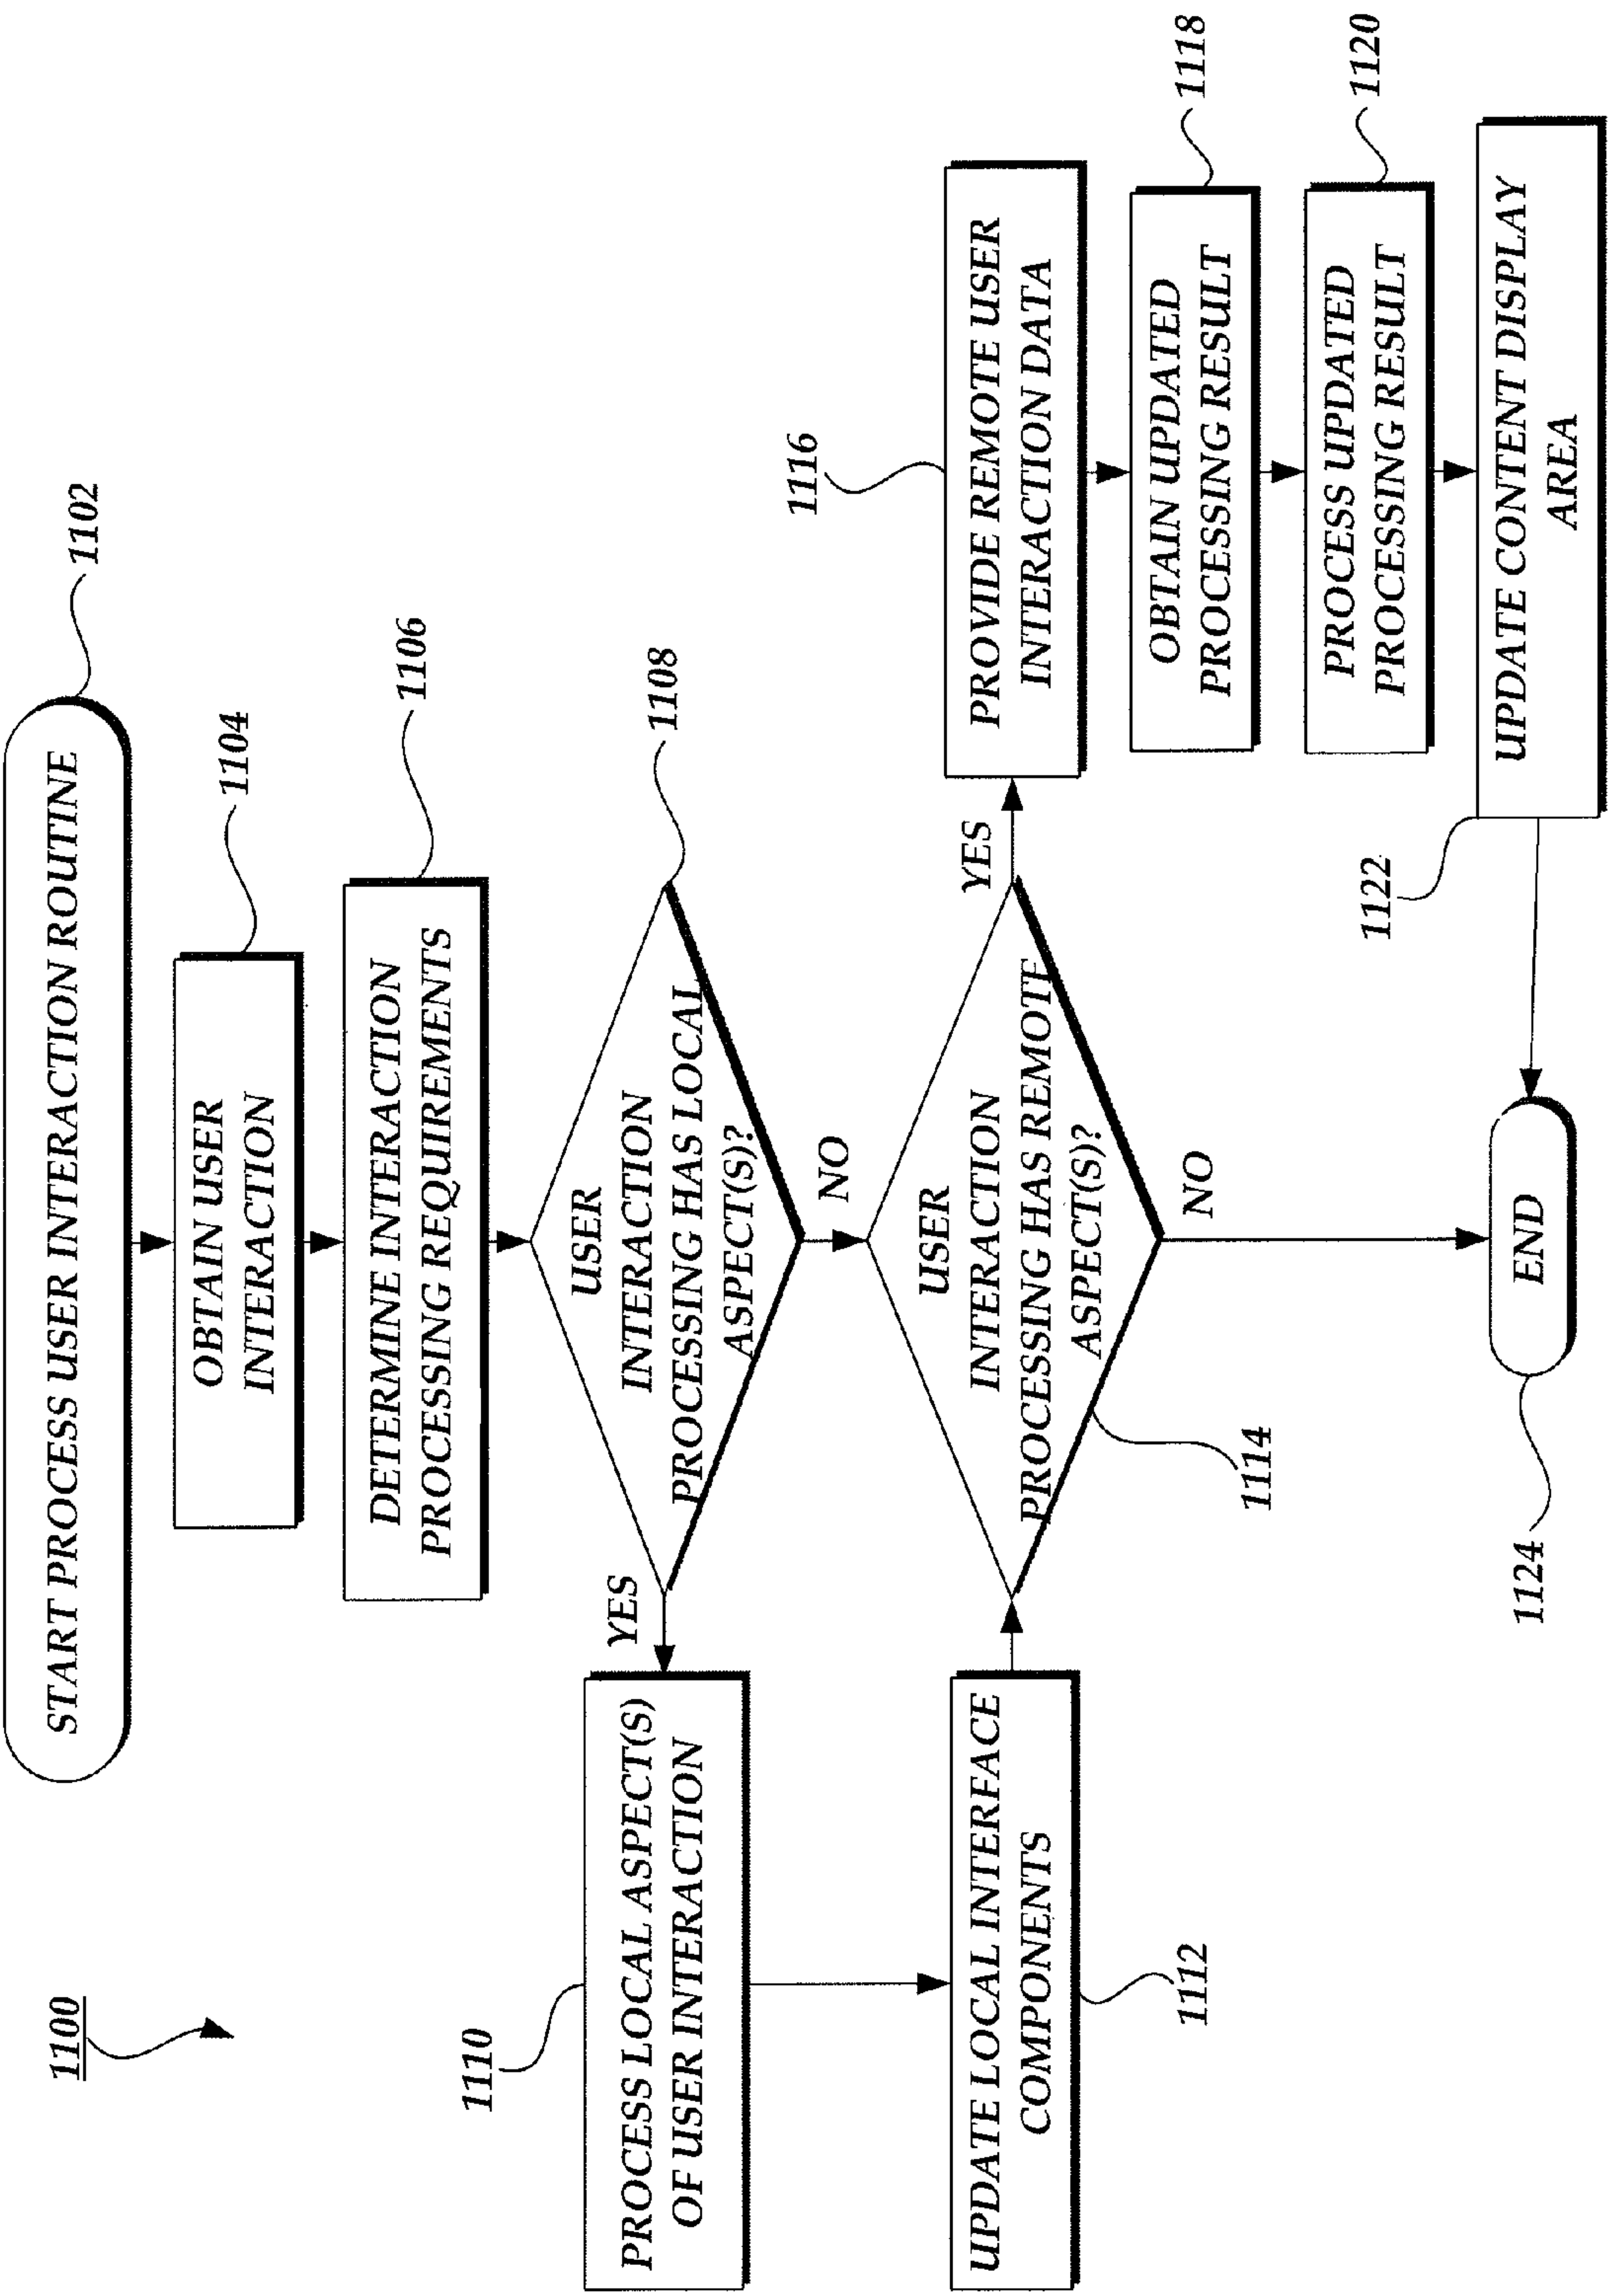 1100
START PROCESS USER INTERACTION ROUTINE
1102
OBTAIN USER
INTERACTION
1104
DETERMINE INTERACTION
PROCESSING REQUIREMENTS
1106
USER
INTERACTION
PROCESSING HAS LOCAL
ASPECT(S)?
1108
YES
NO
1110
PROCESS LOCAL ASPECT(S)
OF USER INTERACTION
UPDATE LOCAL INTERFACE
COMPONENTS
1112
USER
INTERACTION
PROCESSING HAS REMOTE
ASPECT(S)?
1114
YES
NO
1116
PROVIDE REMOTE USER
INTERACTION DATA
OBTAIN UPDATED
PROCESSING RESULT
1118
PROCESS UPDATED
PROCESSING RESULT
1120
UPDATE CONTENT DISPLAY
AREA
1122
END
1124